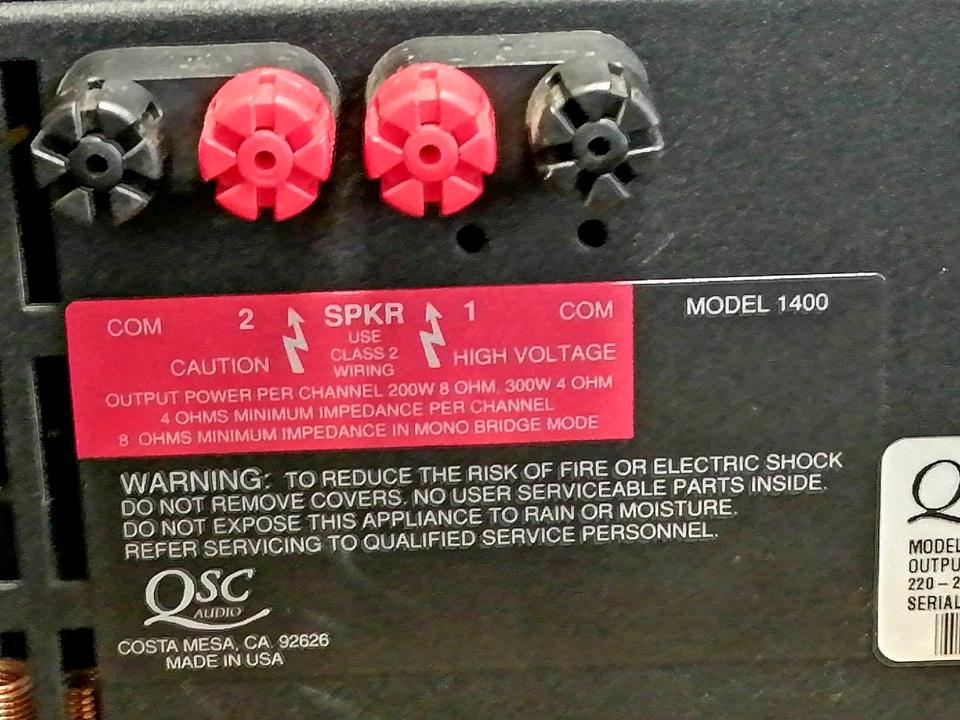 COM 2 SPKR 1 COM
USE
CLASS 2
WIRING
CAUTION HIGH VOLTAGE
OUTPUT POWER PER CHANNEL 200W 8 OHM, 300W 4 OHM
4 OHMS MINIMUM IMPEDANCE PER CHANNEL
8 OHMS MINIMUM IMPEDANCE IN MONO BRIDGE MODE
MODEL 1400
WARNING: TO REDUCE THE RISK OF FIRE OR ELECTRIC SHOCK
DO NOT REMOVE COVERS. NO USER SERVICEABLE PARTS INSIDE.
DO NOT EXPOSE THIS APPLIANCE TO RAIN OR MOISTURE.
REFER SERVICING TO QUALIFIED SERVICE PERSONNEL.
QSC
AUDIO
COSTA MESA, CA. 92626
MADE IN USA
Q
MODEL
OUTPU
220-2
SERIAL